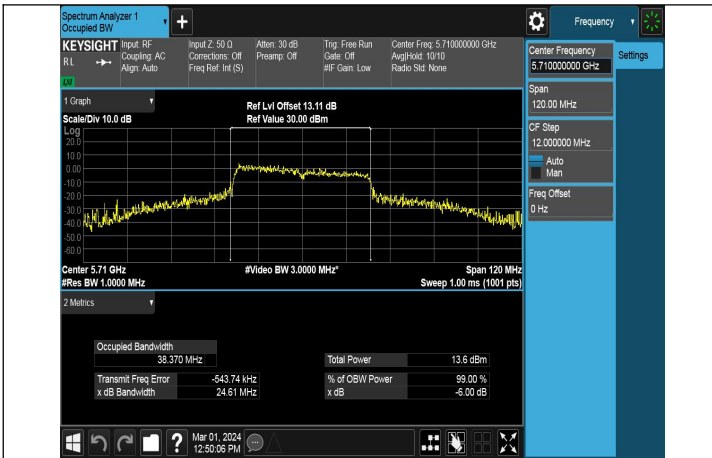 Spectrum Analyzer 1
Occupied BW
Frequency
KEYSIGHT
RL
LXI
Input: RF
Coupling: AC
Align: Auto
Input Z: 50 Ω
Corrections: Off
Freq Ref: Int (S)
Atten: 30 dB
Preamp: Off
Trig: Free Run
Gate: Off
#IF Gain: Low
Center Freq: 5.710000000 GHz
Avg|Hold: 10/10
Radio Std: None
Center Frequency
5.710000000 GHz
Settings
Span
120.00 MHz
CF Step
12.000000 MHz
Auto
Man
Freq Offset
0 Hz
1 Graph
Scale/Div 10.0 dB
Ref Lvl Offset 13.11 dB
Ref Value 30.00 dBm
Log
20.0
10.0
0.00
-10.0
-20.0
-30.0
-40.0
-50.0
-60.0
Center 5.71 GHz
#Res BW 1.0000 MHz
#Video BW 3.0000 MHz*
Span 120 MHz
Sweep 1.00 ms (1001 pts)
2 Metrics
Occupied Bandwidth
38.370 MHz
Total Power 13.6 dBm
Transmit Freq Error -543.74 kHz
% of OBW Power 99.00 %
x dB Bandwidth 24.61 MHz
x dB -6.00 dB
?
Mar 01, 2024
12:50:06 PM